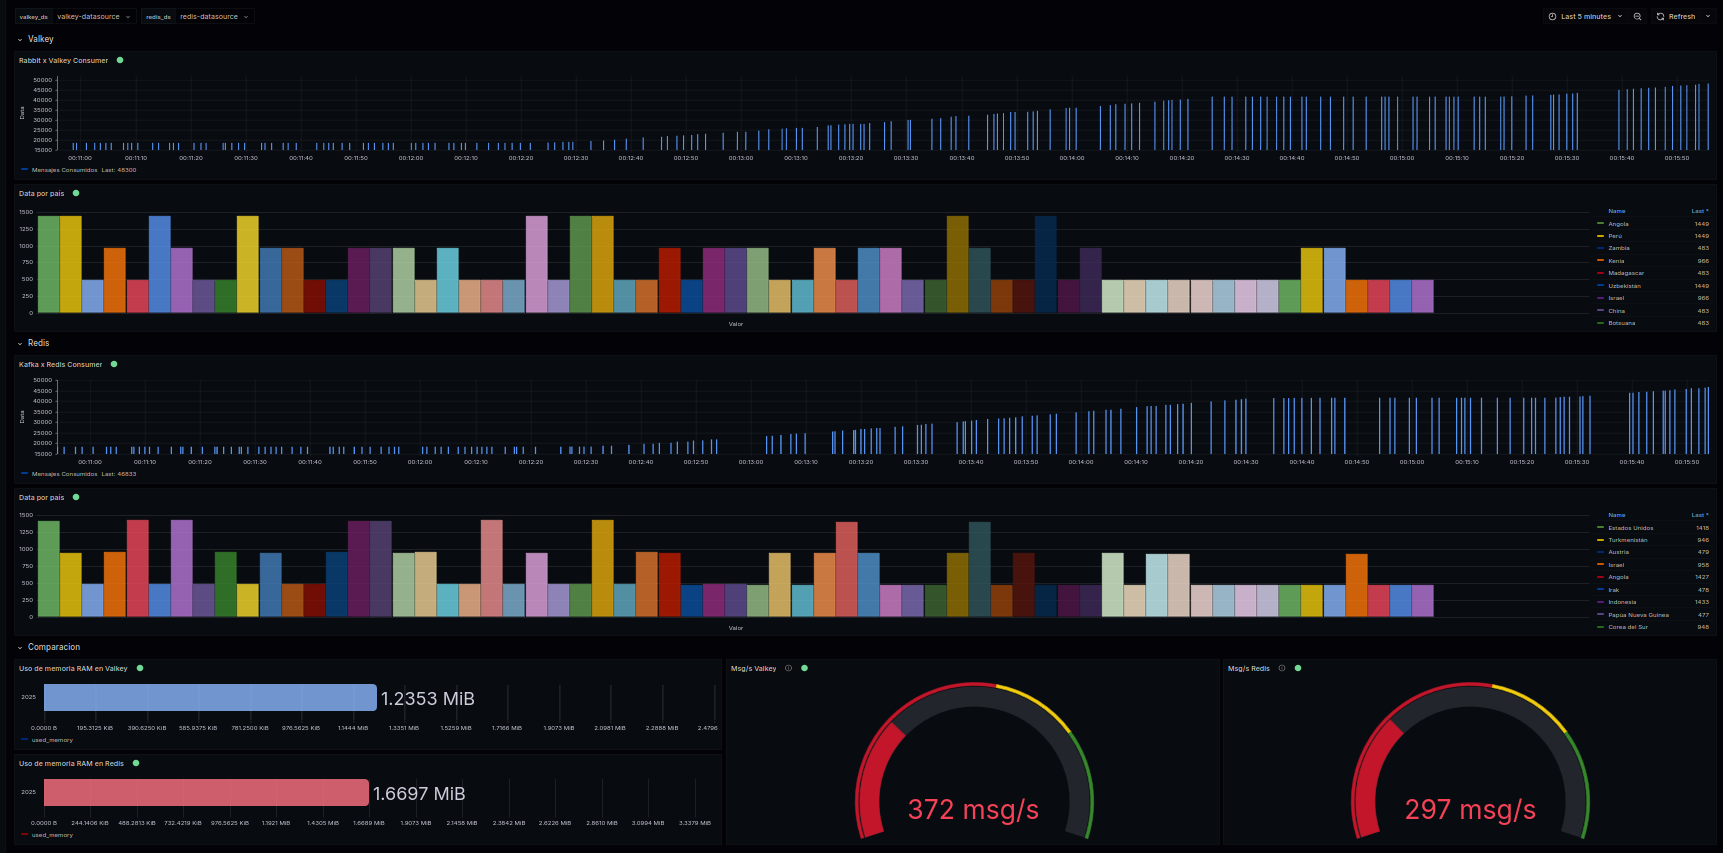 valkey_ds valkey-datasource redis_ds redis-datasource Last 5 minutes Refresh
Valkey
Rabbit x Valkey Consumer
50000
45000
40000
35000
30000
25000
20000
15000
Data
00:11:00 00:11:10 00:11:20 00:11:30 00:11:40 00:11:50 00:12:00 00:12:10 00:12:20 00:12:30 00:12:40 00:12:50 00:13:00 00:13:10 00:13:20 00:13:30 00:13:40 00:13:50 00:14:00 00:14:10 00:14:20 00:14:30 00:14:40 00:14:50 00:15:00 00:15:10 00:15:20 00:15:30 00:15:40 00:15:50
Mensajes Consumidos Last: 48300
Data por país
1500
1250
1000
750
500
250
0
Valor
Name Last *
Angola 1449
Perú 1449
Zambia 483
Kenia 966
Madagascar 483
Uzbekistán 1449
Israel 966
China 483
Botsuana 483
Redis
Kafka x Redis Consumer
50000
45000
40000
35000
30000
25000
20000
15000
Data
00:11:00 00:11:10 00:11:20 00:11:30 00:11:40 00:11:50 00:12:00 00:12:10 00:12:20 00:12:30 00:12:40 00:12:50 00:13:00 00:13:10 00:13:20 00:13:30 00:13:40 00:13:50 00:14:00 00:14:10 00:14:20 00:14:30 00:14:40 00:14:50 00:15:00 00:15:10 00:15:20 00:15:30 00:15:40 00:15:50
Mensajes Consumidos Last: 46833
Data por país
1500
1250
1000
750
500
250
0
Valor
Name Last *
Estados Unidos 1418
Turkmenistán 946
Austria 479
Israel 958
Angola 1427
Irak 478
Indonesia 1433
Papúa Nueva Guinea 477
Corea del Sur 948
Comparacion
Uso de memoria RAM en Valkey
2025
1.2353 MiB
0.0000 B 195.3125 KiB 390.6250 KiB 585.9375 KiB 781.2500 KiB 976.5625 KiB 1.1444 MiB 1.3351 MiB 1.5259 MiB 1.7166 MiB 1.9073 MiB 2.0981 MiB 2.2888 MiB 2.4796
used_memory
Uso de memoria RAM en Redis
2025
1.6697 MiB
0.0000 B 244.1406 KiB 488.2813 KiB 732.4219 KiB 976.5625 KiB 1.1921 MiB 1.4305 MiB 1.6689 MiB 1.9073 MiB 2.1458 MiB 2.3842 MiB 2.6226 MiB 2.8610 MiB 3.0994 MiB 3.3379 MiB
used_memory
Msg/s Valkey
372 msg/s
Msg/s Redis
297 msg/s